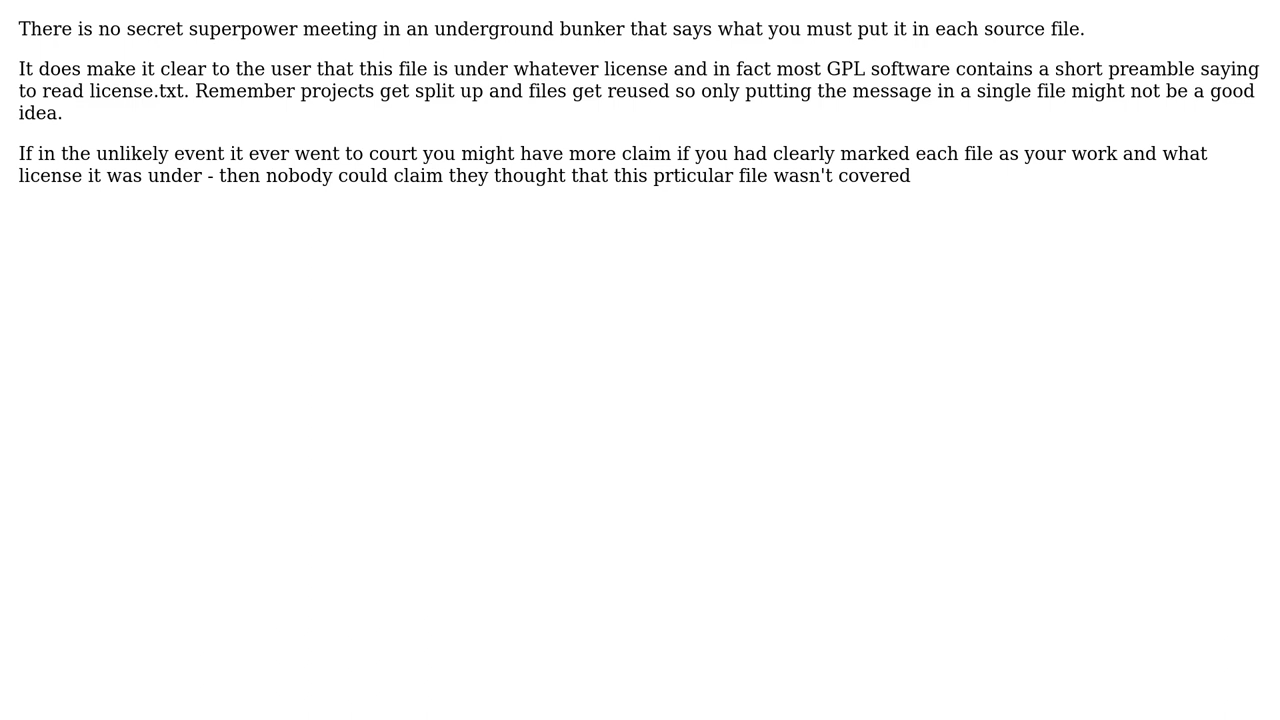 There is no secret superpower meeting in an underground bunker that says what you must put it in each source file.
It does make it clear to the user that this file is under whatever license and in fact most GPL software contains a short preamble saying
to read license.txt. Remember projects get split up and files get reused so only putting the message in a single file might not be a good
idea.
If in the unlikely event it ever went to court you might have more claim if you had clearly marked each file as your work and what
license it was under - then nobody could claim they thought that this prticular file wasn't covered